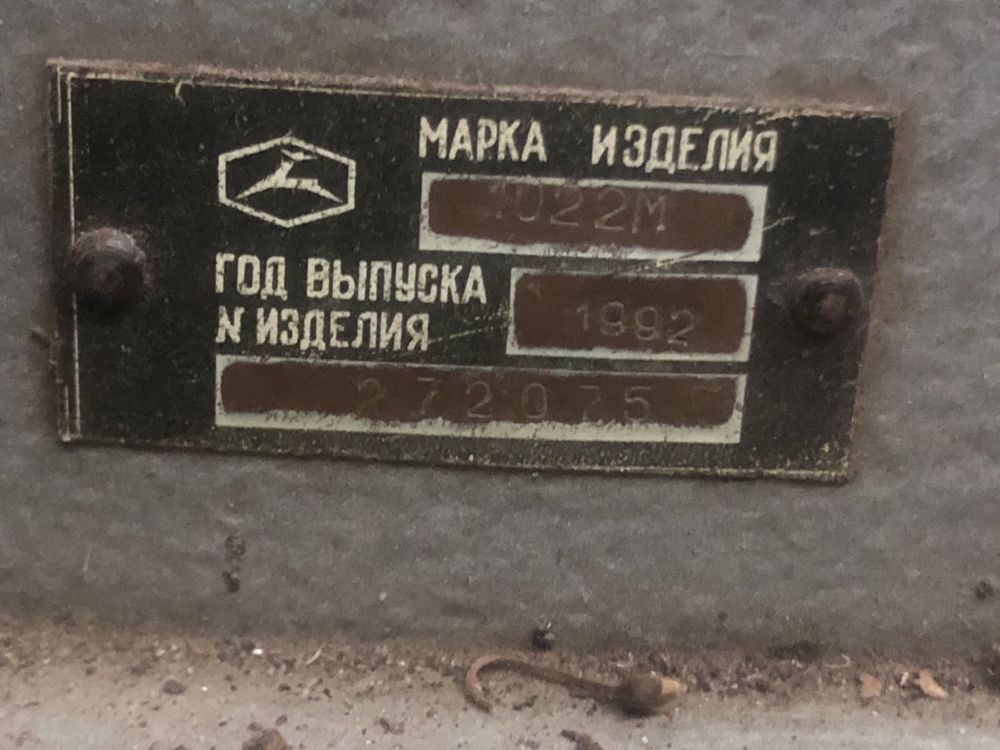 МАРКА ИЗДЕЛИЯ
1022М
ГОД ВЫПУСКА
1992
N ИЗДЕЛИЯ
272075